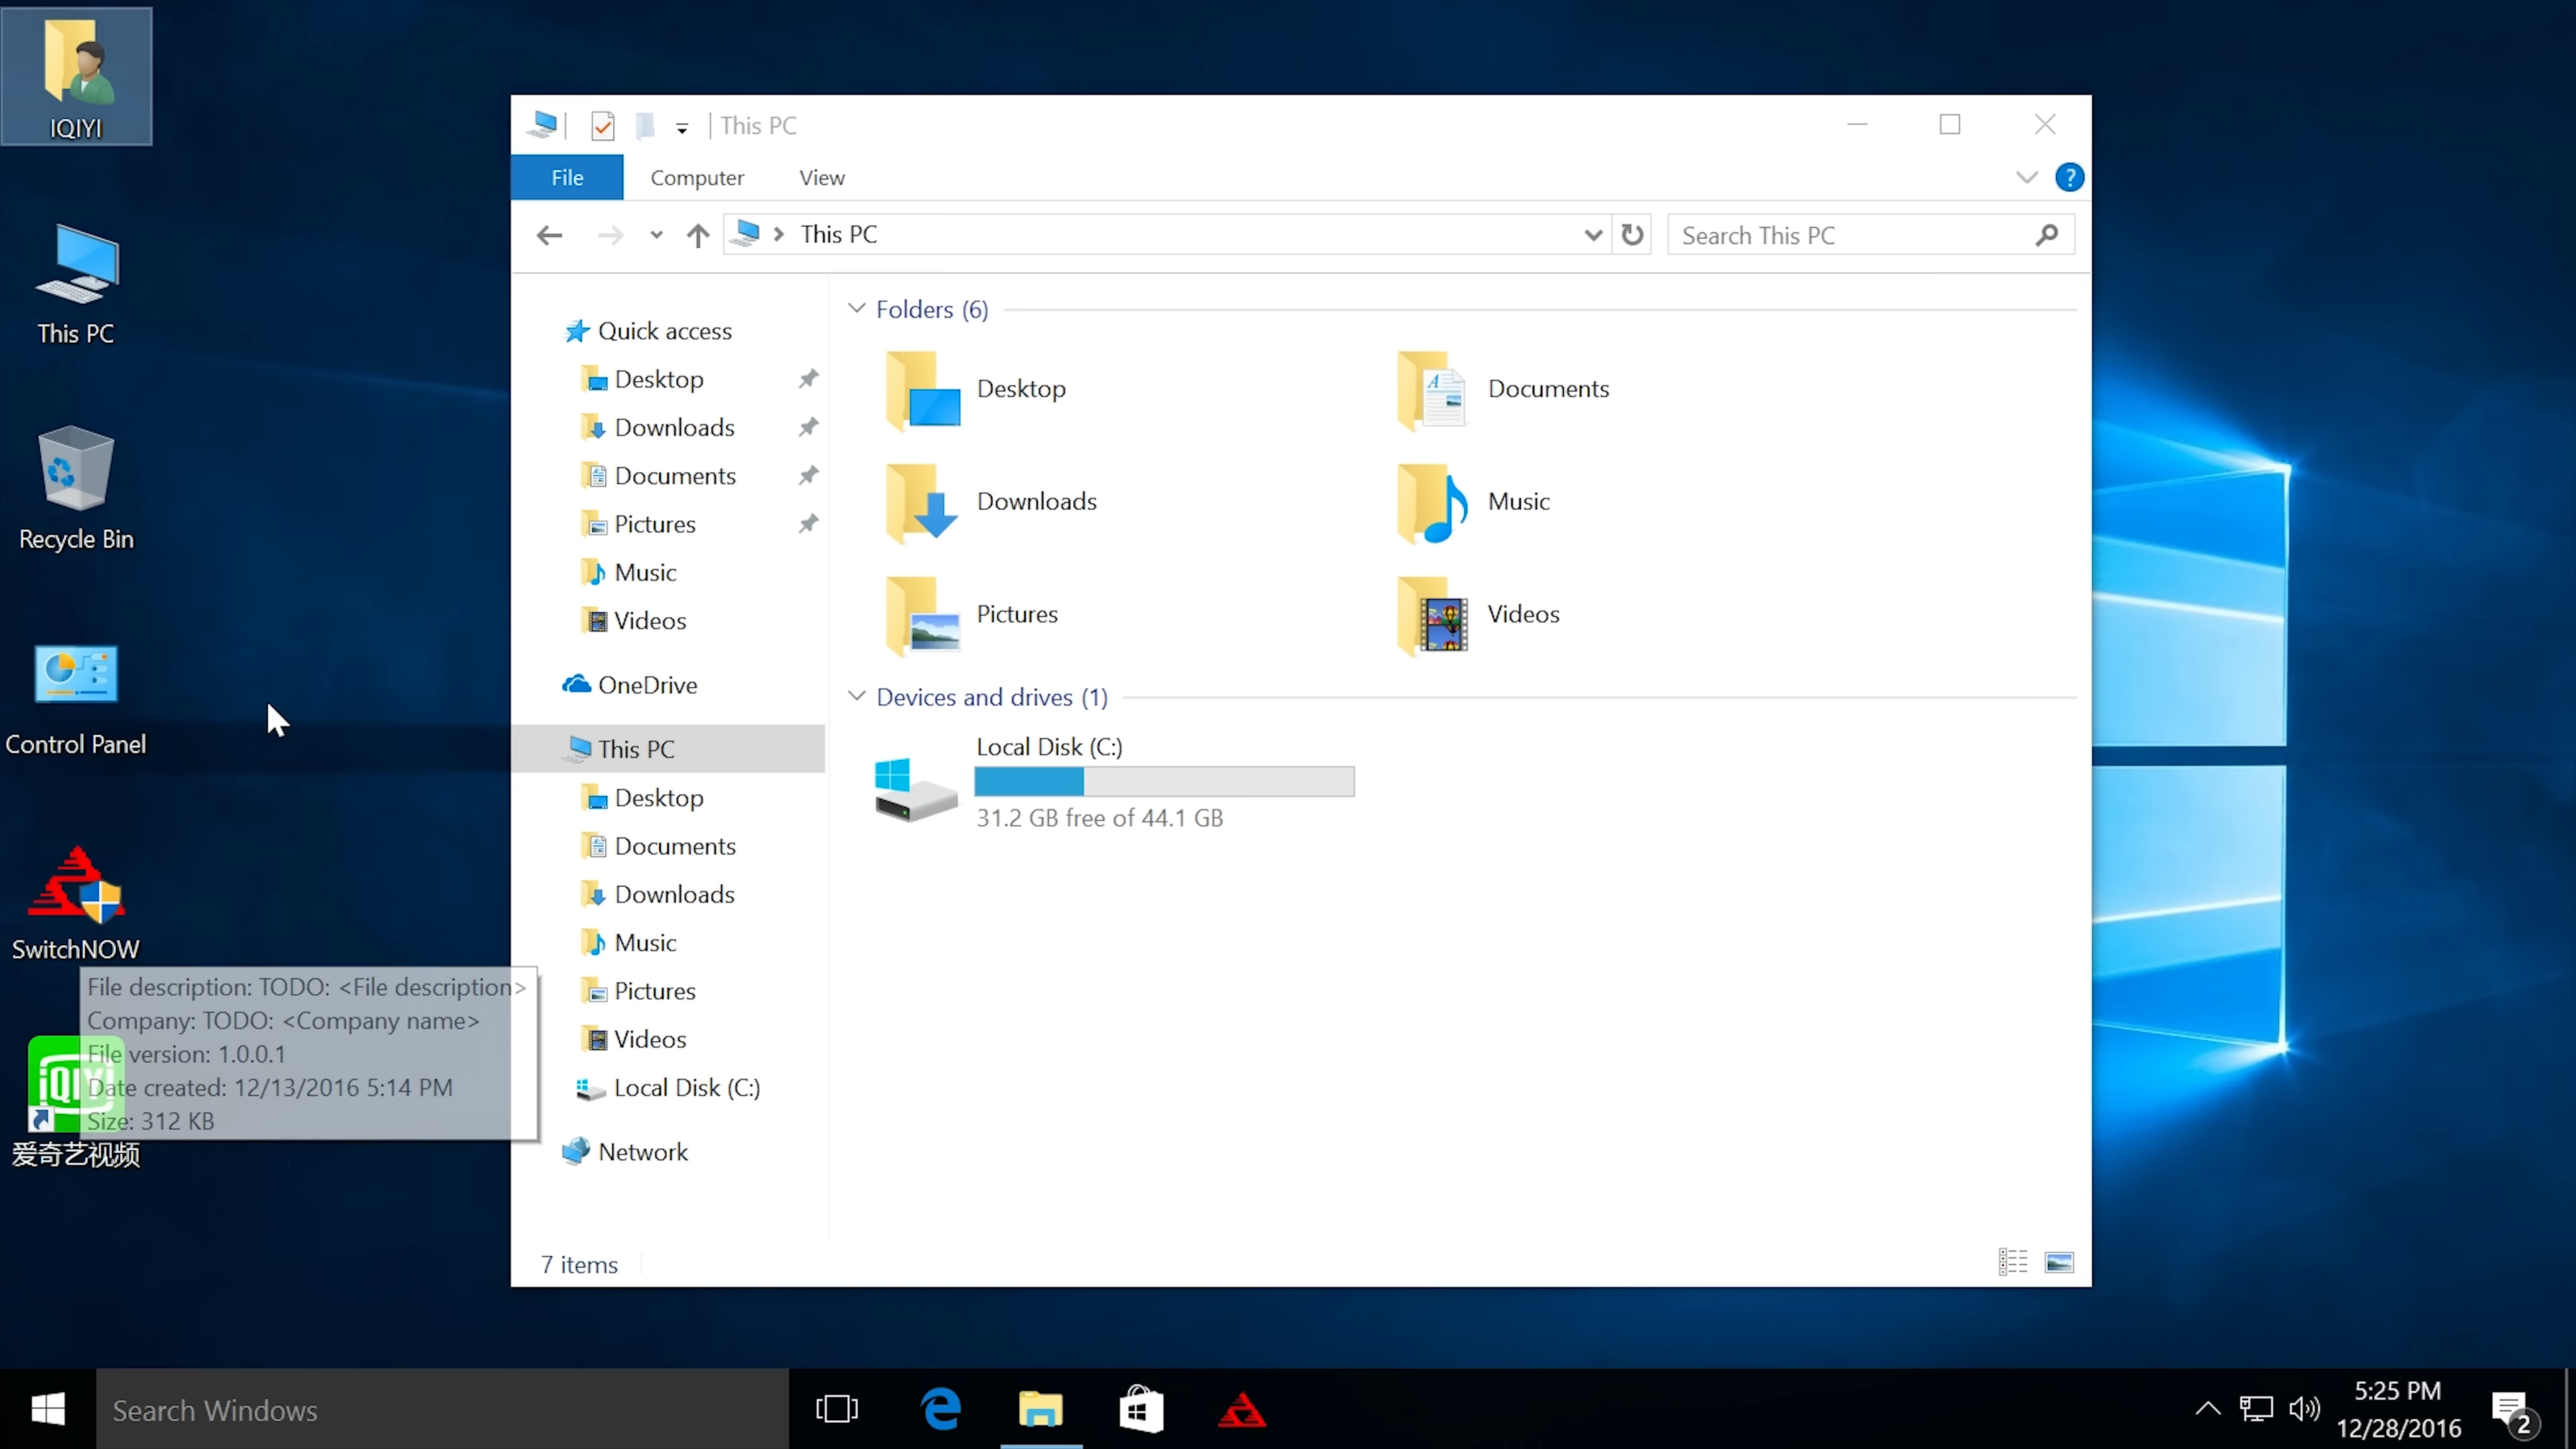 IQIYI
This PC
Recycle Bin
Control Panel
SwitchNOW
File description: TODO: <File description>
Company: TODO: <Company name>
File version: 1.0.0.1
Date created: 12/13/2016 5:14 PM
Size: 312 KB
iQIYI
爱奇艺视频
This PC
File
Computer
View
?
This PC
Search This PC
Quick access
Desktop
Downloads
Documents
Pictures
Music
Videos
OneDrive
This PC
Desktop
Documents
Downloads
Music
Pictures
Videos
Local Disk (C:)
Network
Folders (6)
Desktop
Documents
Downloads
Music
Pictures
Videos
Devices and drives (1)
Local Disk (C:)
31.2 GB free of 44.1 GB
7 items
Search Windows
5:25 PM
12/28/2016
2